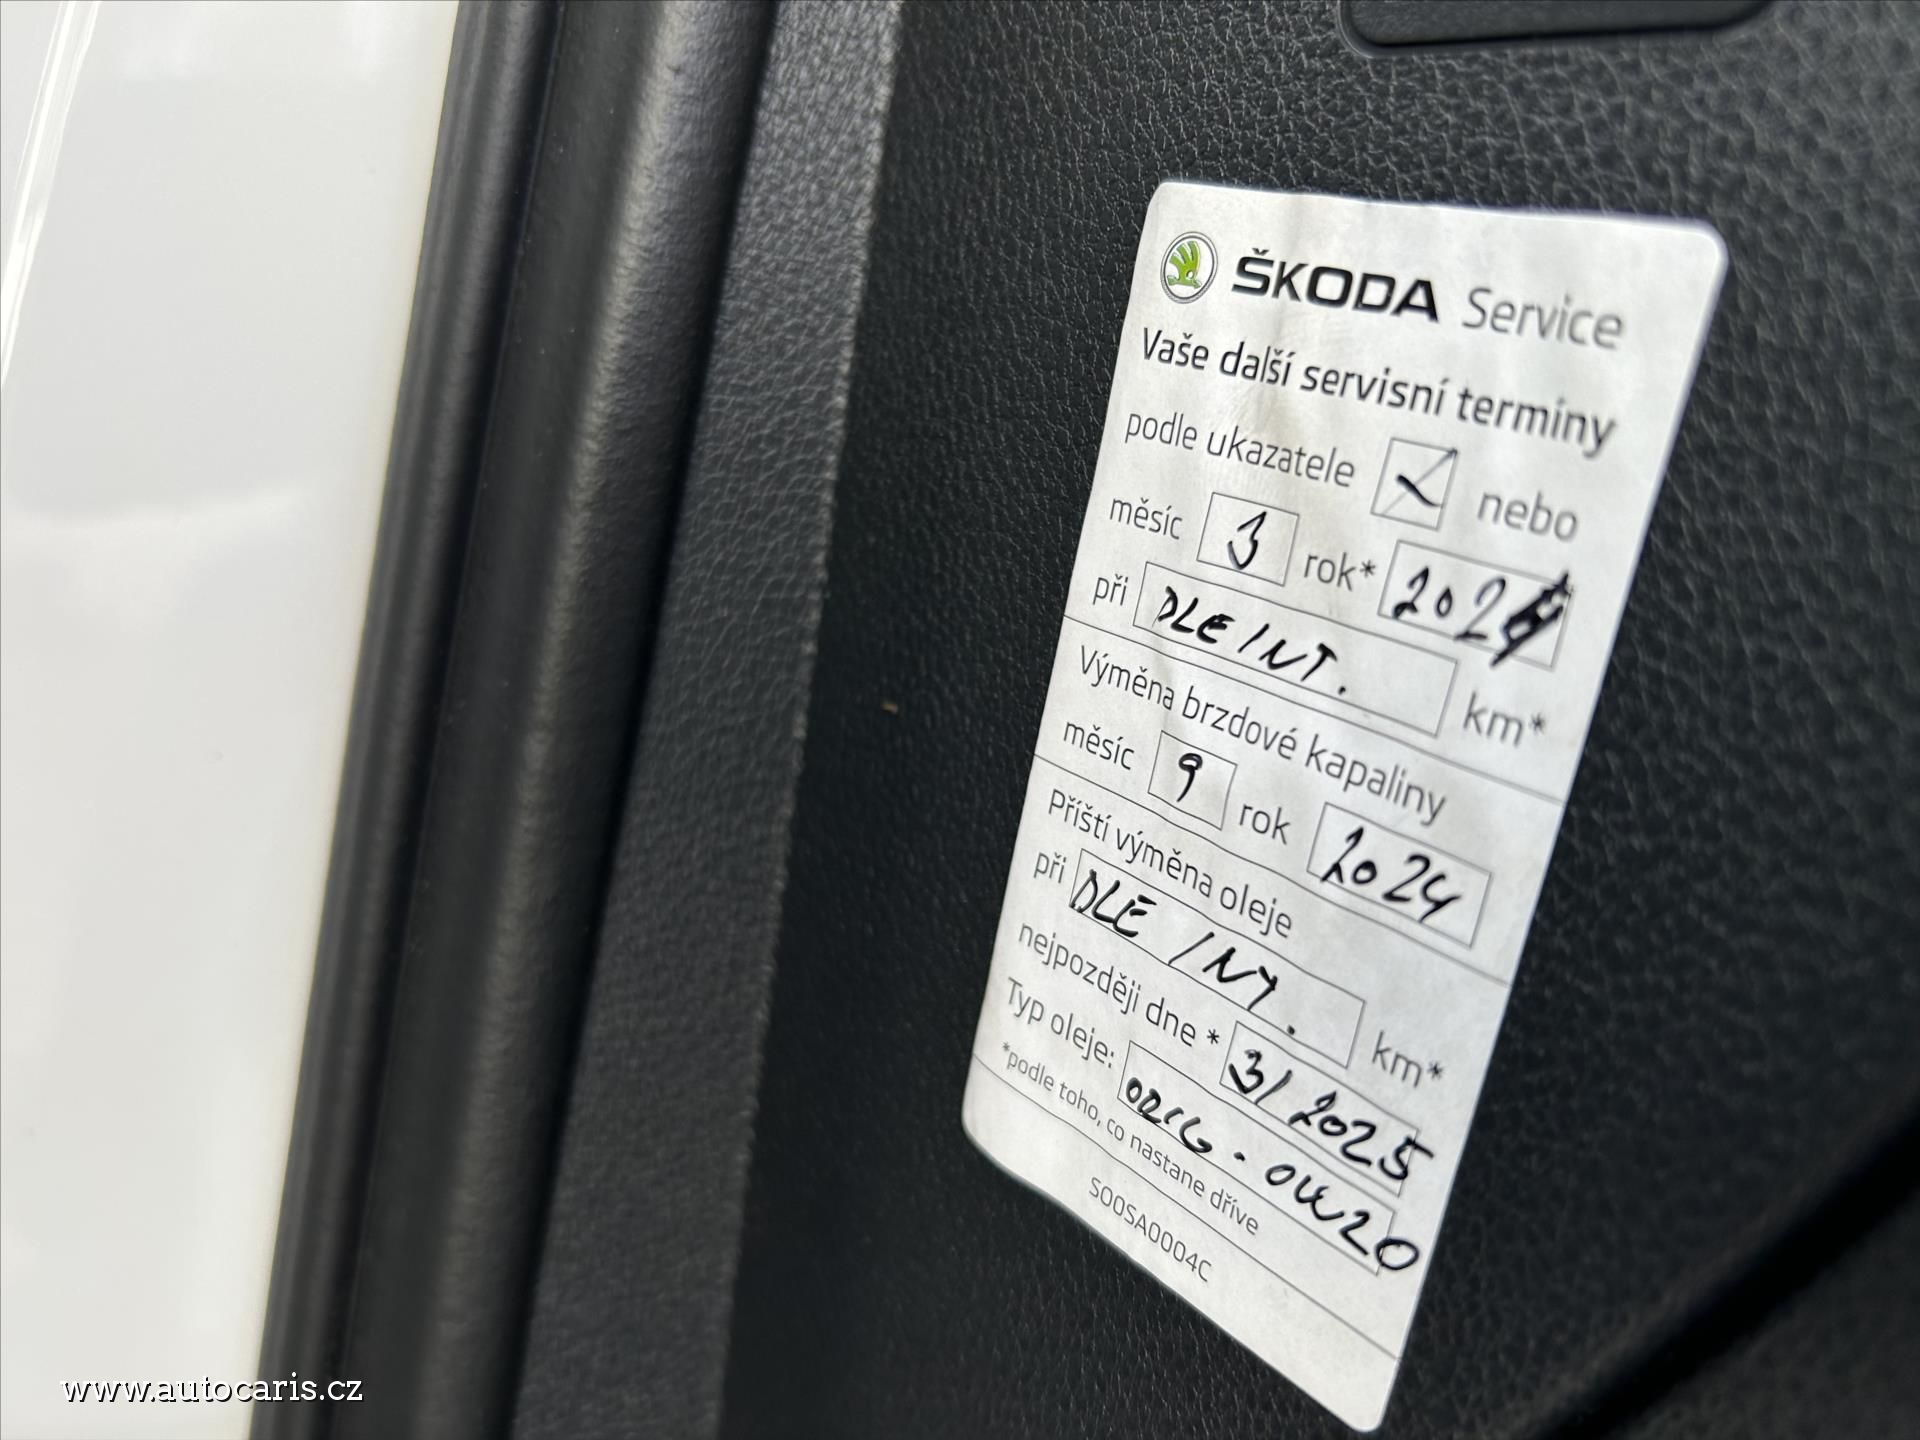 ŠKODA Service
Vaše další servisní termíny
podle ukazatele nebo
měsíc 3 rok*
při DLE INT. km*
Výměna brzdové kapaliny
měsíc 9 rok 2024
Příští výměna oleje
při DLE INT. km*
nejpozději dne * 3/2025
Typ oleje: ORIG. 0W20
*podle toho, co nastane dříve
S00SA0004C
www.autocaris.cz